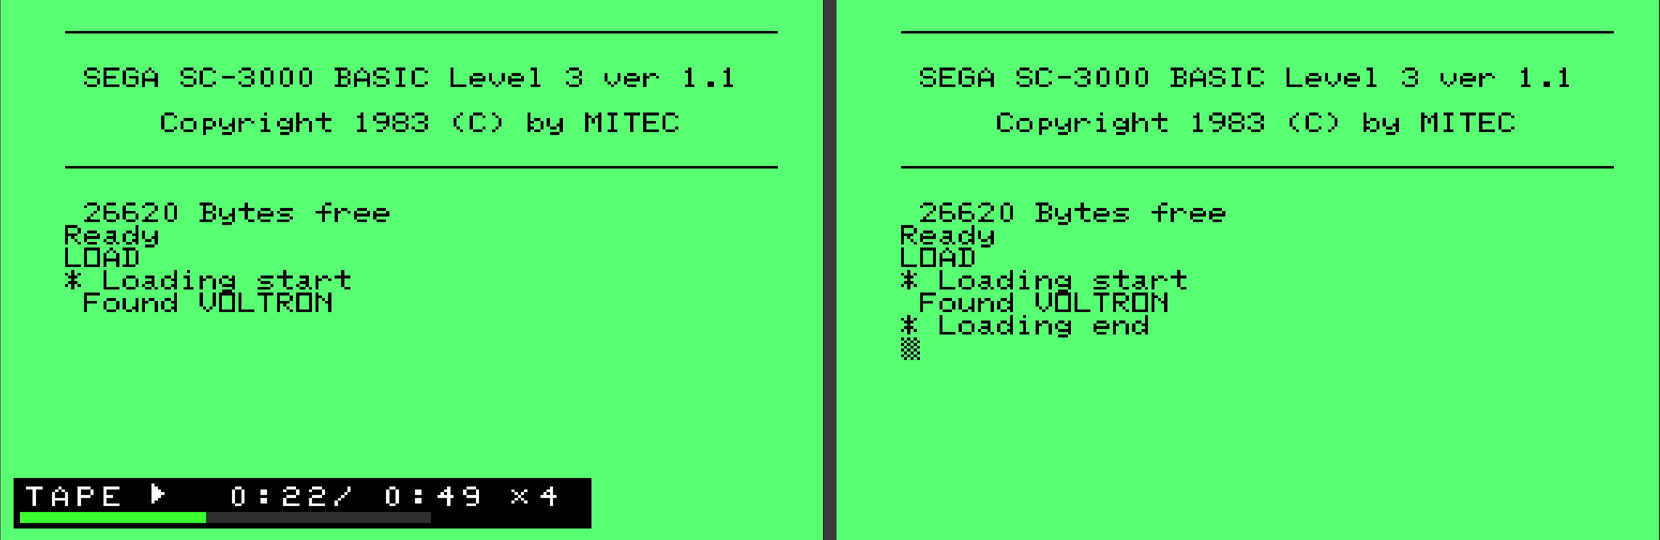 SEGA SC-3000 BASIC Level 3 ver 1.1
Copyright 1983 (C) by MITEC
26620 Bytes free
Ready
LOAD
* Loading start
Found VOLTRON
TAPE 0:22/ 0:49 ×4
SEGA SC-3000 BASIC Level 3 ver 1.1
Copyright 1983 (C) by MITEC
26620 Bytes free
Ready
LOAD
* Loading start
Found VOLTRON
* Loading end